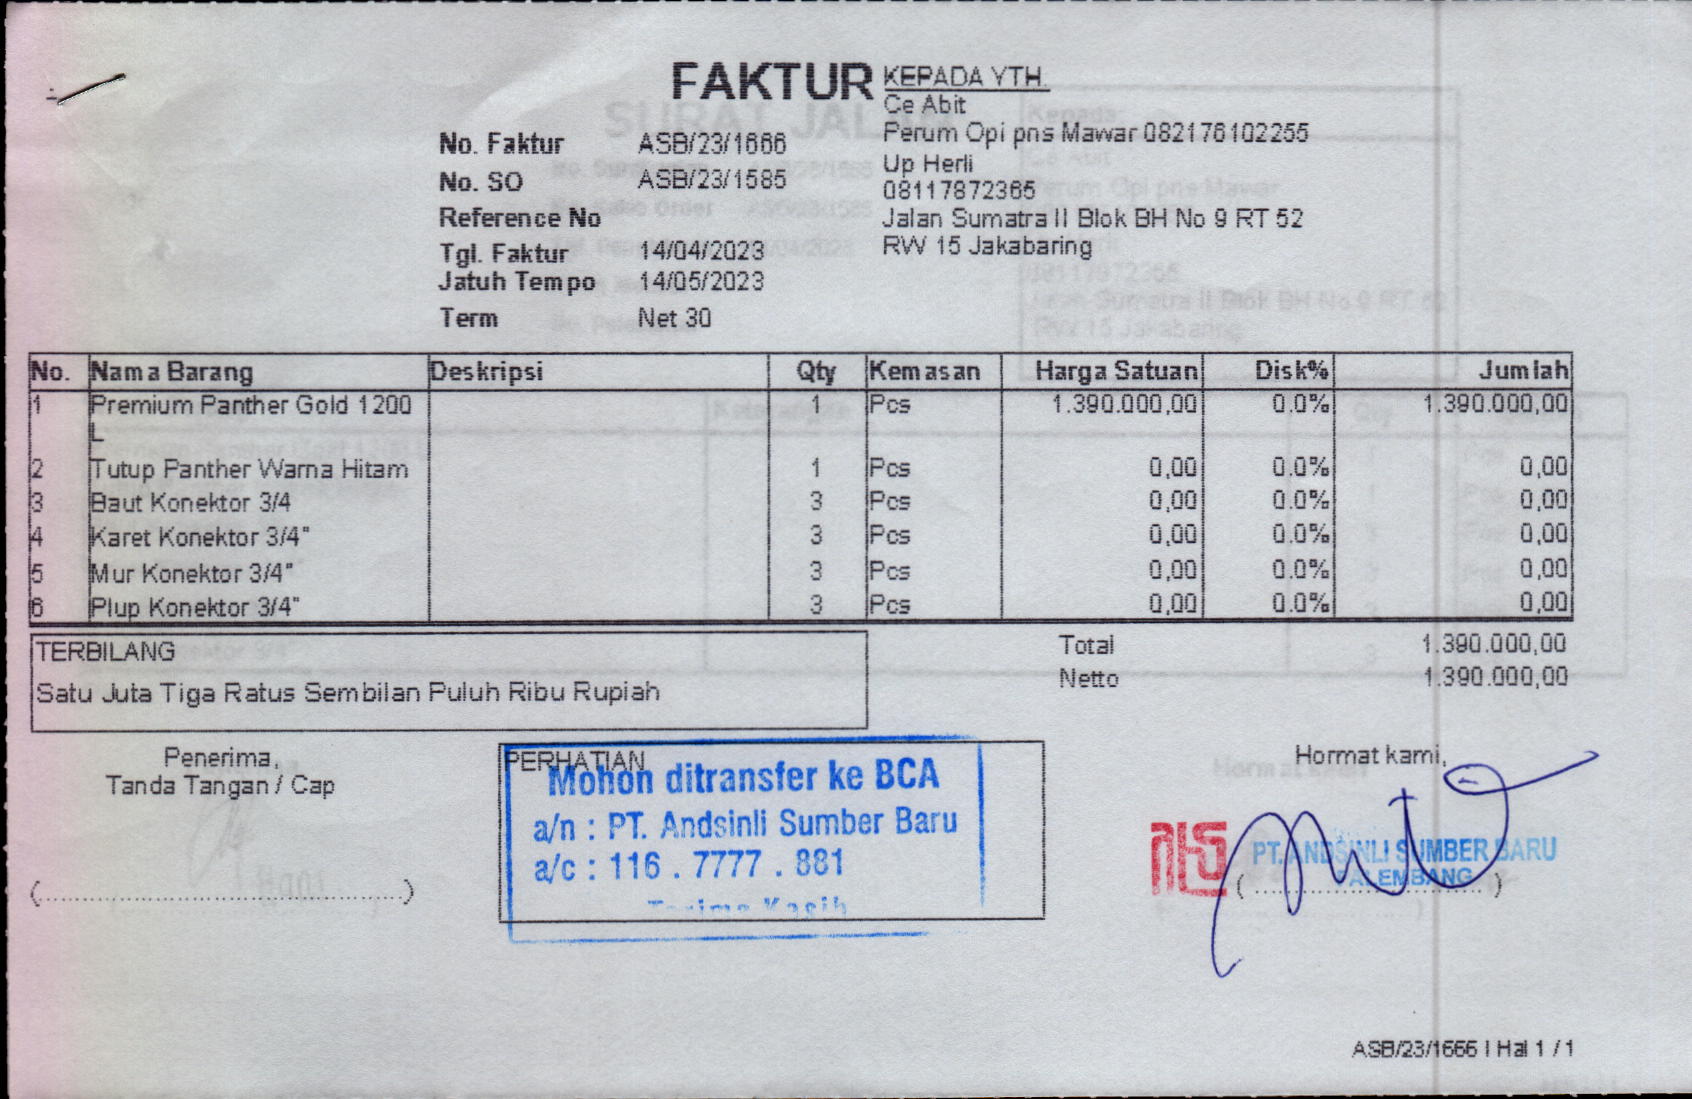 FAKTUR
No. Faktur ASB/23/1666
No. SO ASB/23/1585
Reference No
Tgl. Faktur 14/04/2023
Jatuh Tempo 14/05/2023
Term Net 30
KEPADA YTH.
Ce Abit
Perum Opi pns Mawar 082176102255
Up Herli
08117872365
Jalan Sumatra II Blok BH No 9 RT 52
RW 15 Jakabaring
No. Nama Barang Deskripsi Qty Kemasan Harga Satuan Disk% Jumlah
1 Premium Panther Gold 1200 1 Pcs 1.390.000,00 0.0% 1.390.000,00
L
2 Tutup Panther Warna Hitam 1 Pcs 0,00 0.0% 0,00
3 Baut Konektor 3/4 3 Pcs 0,00 0.0% 0,00
4 Karet Konektor 3/4" 3 Pcs 0,00 0.0% 0,00
5 Mur Konektor 3/4" 3 Pcs 0,00 0.0% 0,00
6 Plup Konektor 3/4" 3 Pcs 0,00 0.0% 0,00
TERBILANG
Satu Juta Tiga Ratus Sembilan Puluh Ribu Rupiah
Total 1.390.000,00
Netto 1.390.000,00
Penerima,
Tanda Tangan / Cap
(..............................................)
PERHATIAN
Mohon ditransfer ke BCA
a/n : PT. Andsinli Sumber Baru
a/c : 116 . 7777 . 881
Terima Kasih
Hormat kami,
PT. ANDSINLI SUMBER BARU
PALEMBANG
(................................)
ASB/23/1666 | Hal 1 / 1